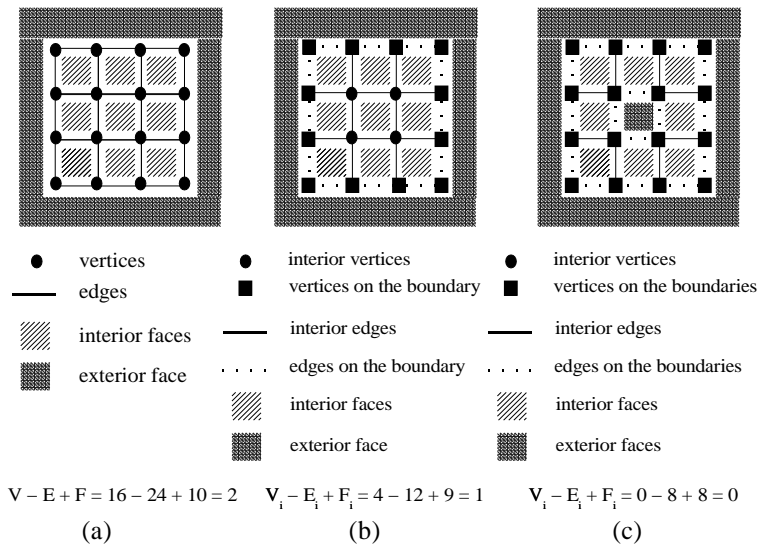 vertices
edges
interior faces
exterior face
interior vertices
vertices on the boundary
interior edges
edges on the boundary
interior faces
exterior face
interior vertices
vertices on the boundaries
interior edges
edges on the boundaries
interior faces
exterior faces
V − E + F = 16 − 24 + 10 = 2
V_i − E_i + F_i = 4 − 12 + 9 = 1
V_i − E_i + F_i = 0 − 8 + 8 = 0
(a)
(b)
(c)